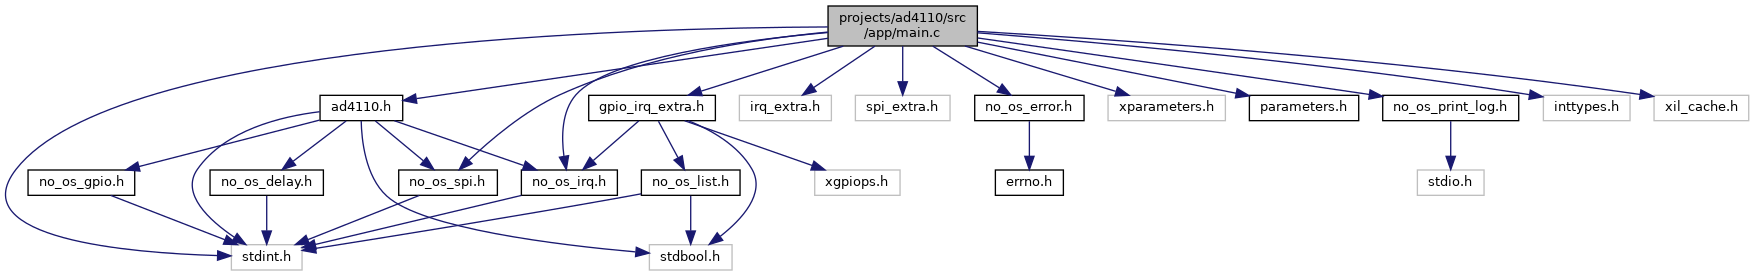 projects/ad4110/src
/app/main.c
ad4110.h
gpio_irq_extra.h
irq_extra.h
spi_extra.h
no_os_error.h
xparameters.h
parameters.h
no_os_print_log.h
inttypes.h
xil_cache.h
no_os_gpio.h
no_os_delay.h
no_os_spi.h
no_os_irq.h
no_os_list.h
xgpiops.h
errno.h
stdio.h
stdint.h
stdbool.h